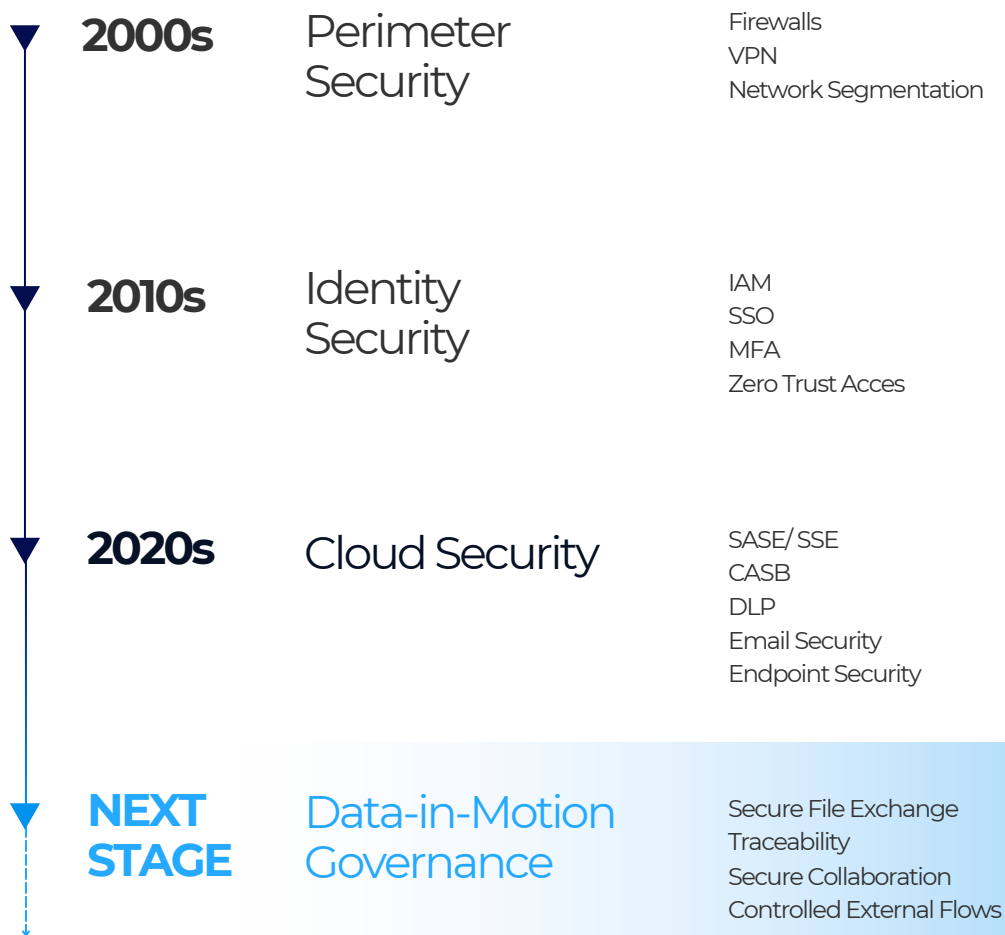 2000s
Perimeter
Security
Firewalls
VPN
Network Segmentation
2010s
Identity
Security
IAM
SSO
MFA
Zero Trust Acces
2020s
Cloud Security
SASE/ SSE
CASB
DLP
Email Security
Endpoint Security
NEXT
STAGE
Data-in-Motion
Governance
Secure File Exchange
Traceability
Secure Collaboration
Controlled External Flows